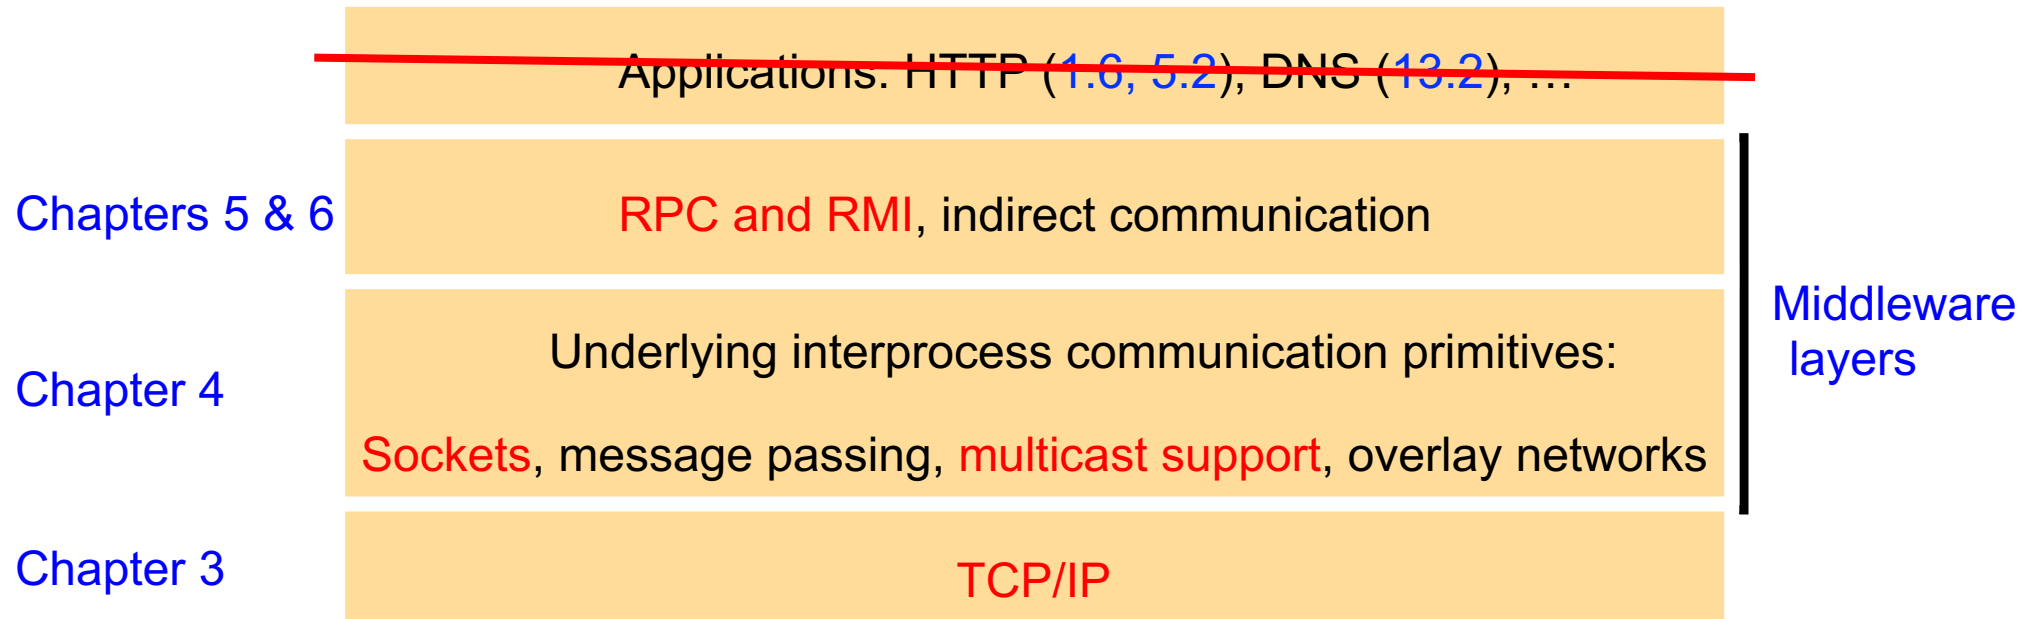 Applications: HTTP (1.6, 5.2), DNS (13.2), …
Chapters 5 & 6
RPC and RMI, indirect communication
Middleware
layers
Chapter 4
Underlying interprocess communication primitives:
Sockets, message passing, multicast support, overlay networks
Chapter 3
TCP/IP